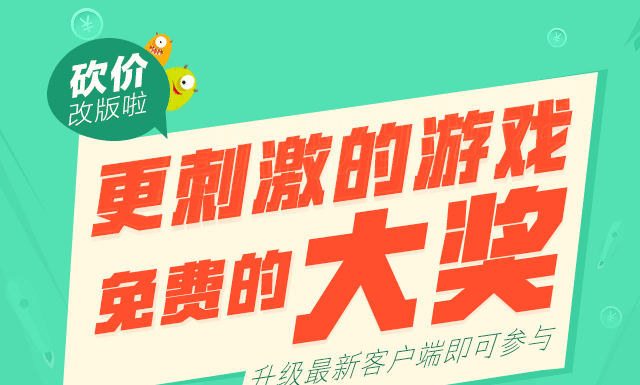 砍价
改版啦
更刺激的游戏
免费的大奖
升级最新客户端即可参与